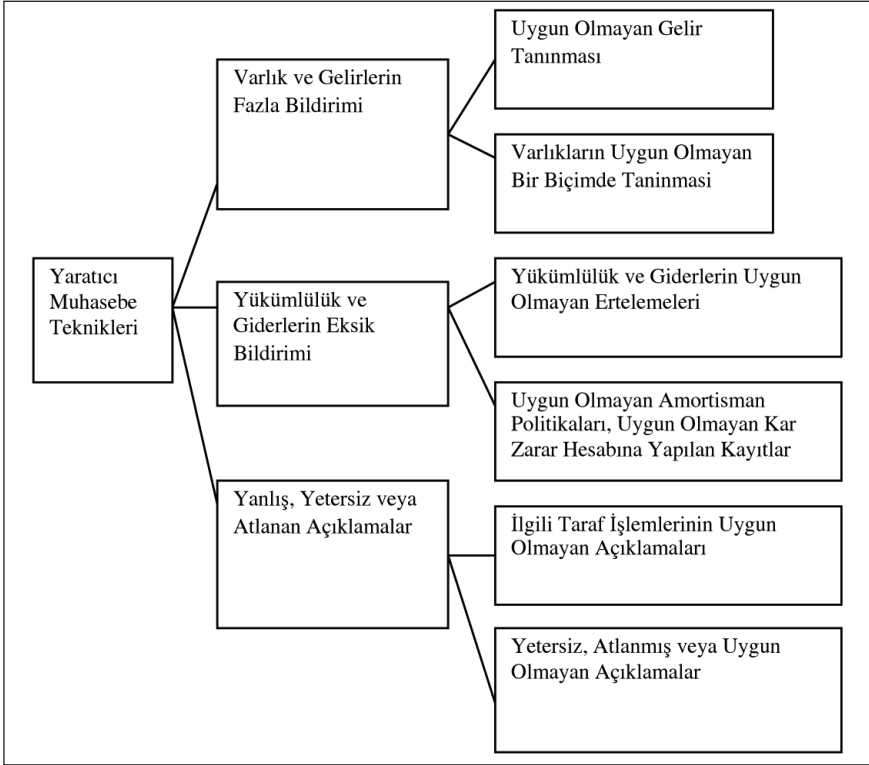 Yaratıcı
Muhasebe
Teknikleri
Varlık ve Gelirlerin
Fazla Bildirimi
Uygun Olmayan Gelir
Tanınması
Varlıkların Uygun Olmayan
Bir Biçimde Taninmasi
Yükümlülük ve
Giderlerin Eksik
Bildirimi
Yükümlülük ve Giderlerin Uygun
Olmayan Ertelemeleri
Uygun Olmayan Amortisman
Politikaları, Uygun Olmayan Kar
Zarar Hesabına Yapılan Kayıtlar
Yanlış, Yetersiz veya
Atlanan Açıklamalar
İlgili Taraf İşlemlerinin Uygun
Olmayan Açıklamaları
Yetersiz, Atlanmış veya Uygun
Olmayan Açıklamalar